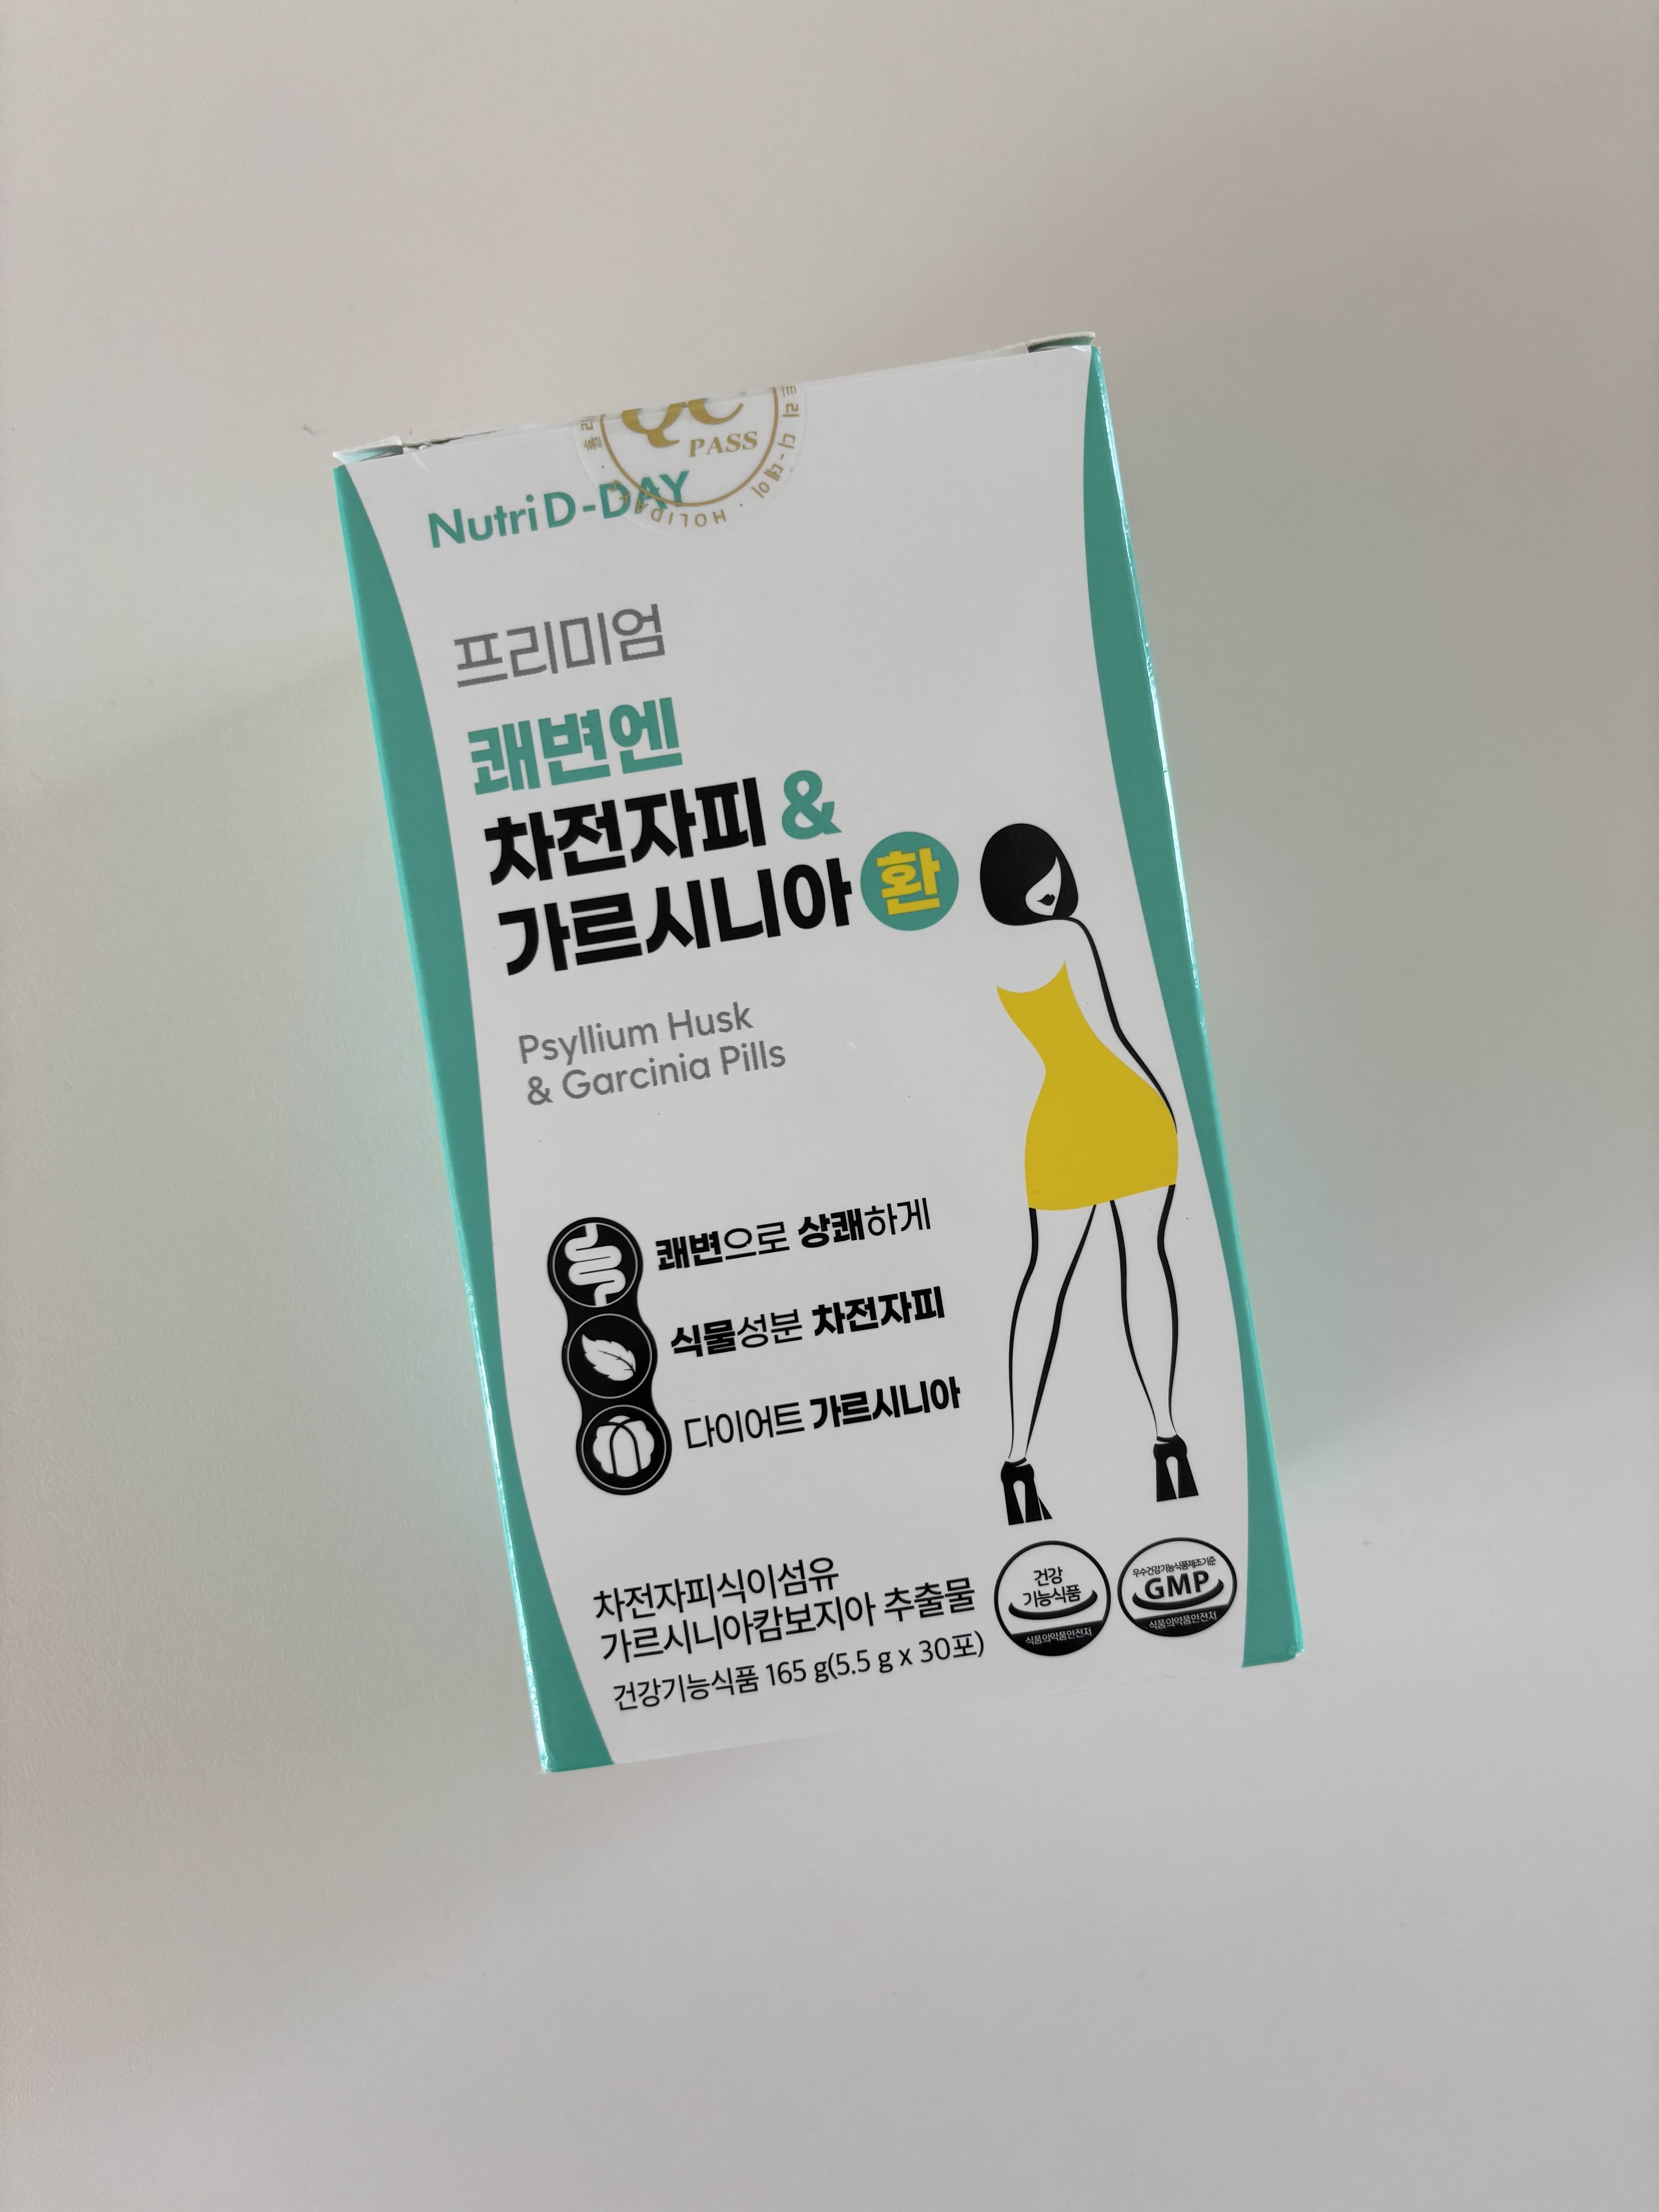 QC
PASS
NutriD-DAY
프리미엄
쾌변엔
차전자피 &
가르시니아 환
Psyllium Husk
& Garcinia Pills
쾌변으로 상쾌하게
식물성분 차전자피
다이어트 가르시니아
차전자피식이섬유
가르시니아캄보지아 추출물
건강기능식품 165 g(5.5 g x 30포)
건강
기능식품
식품의약품안전처
우수건강기능식품제조기준
GMP
식품의약품안전처